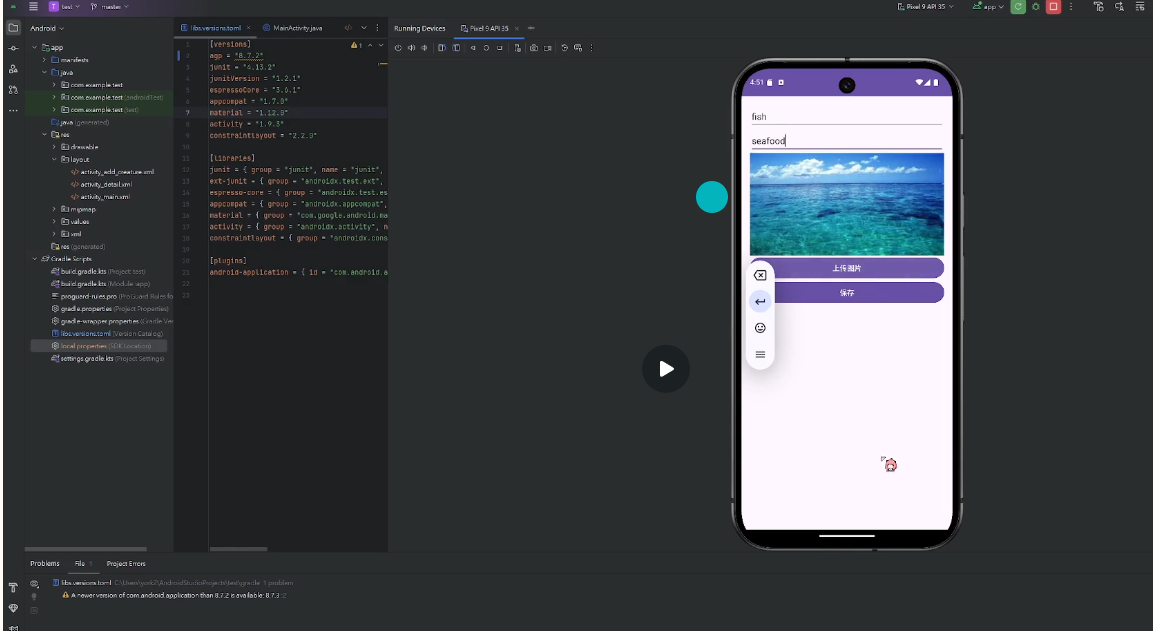 T test
master
Pixel 9 API 35
app
Android
libs.versions.toml
MainActivity.java
Running Devices
Pixel 9 API 35
app
manifests
java
com.example.test
com.example.test (androidTest)
com.example.test (test)
java (generated)
res
drawable
layout
activity_add_creature.xml
activity_detail.xml
activity_main.xml
mipmap
values
xml
res (generated)
Gradle Scripts
build.gradle.kts (Project: test)
build.gradle.kts (Module :app)
proguard-rules.pro (ProGuard Rules fo
gradle.properties (Project Properties)
gradle-wrapper.properties (Gradle Ver
libs.versions.toml (Version Catalog)
local.properties (SDK Location)
settings.gradle.kts (Project Settings)
1
1 [versions]
2 agp = "8.7.2"
3 junit = "4.13.2"
4 junitVersion = "1.2.1"
5 espressoCore = "3.6.1"
6 appcompat = "1.7.0"
7 material = "1.12.0"
8 activity = "1.9.3"
9 constraintlayout = "2.2.0"
10
11 [libraries]
12 junit = { group = "junit", name = "junit",
13 ext-junit = { group = "androidx.test.ext",
14 espresso-core = { group = "androidx.test.es
15 appcompat = { group = "androidx.appcompat",
16 material = { group = "com.google.android.ma
17 activity = { group = "androidx.activity", n
18 constraintlayout = { group = "androidx.cons
19
20 [plugins]
21 android-application = { id = "com.android.a
22
23
4:51
fish
seafood
上传图片
保存
Problems
File 1
Project Errors
libs.versions.toml C:\Users\york2\AndroidStudioProjects\test\gradle 1 problem
A newer version of com.android.application than 8.7.2 is available: 8.7.3 :2